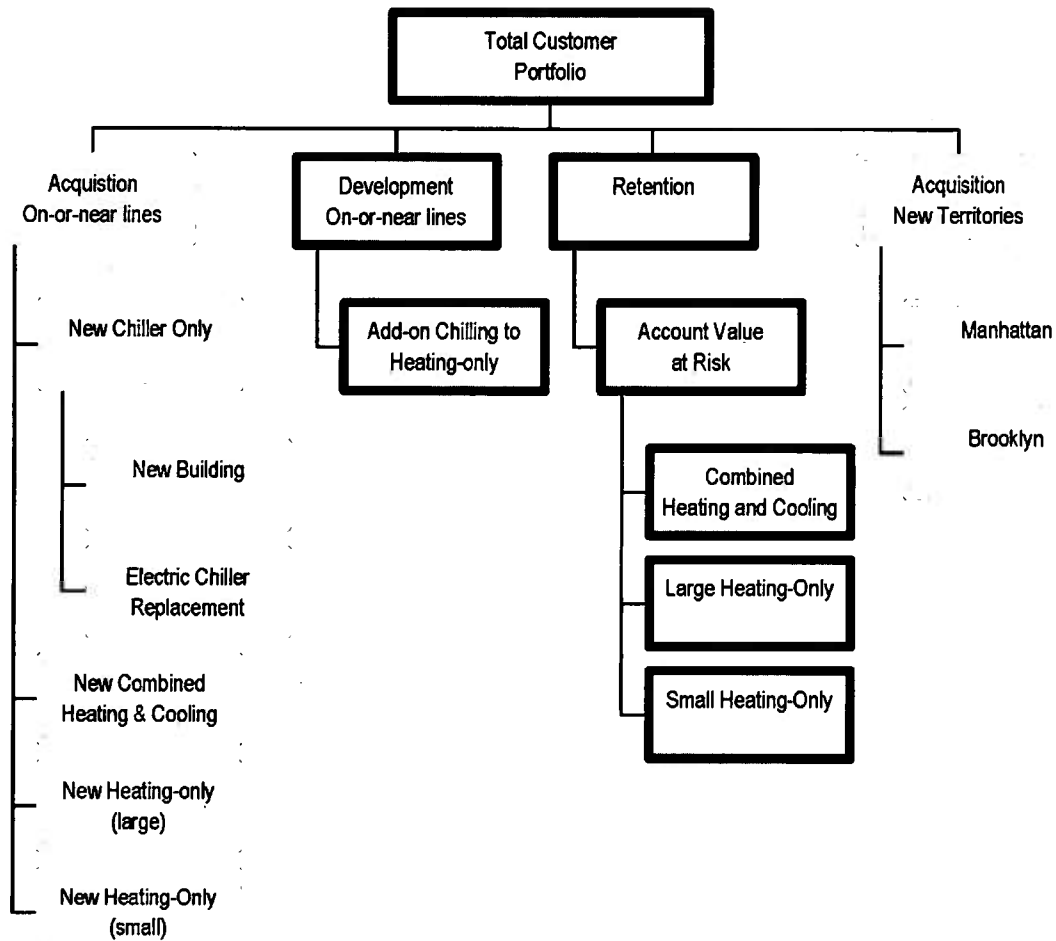 Total Customer
Portfolio
Acquistion
On-or-near lines
Development
On-or-near lines
Retention
Acquisition
New Territories
New Chiller Only
Add-on Chilling to
Heating-only
Account Value
at Risk
Manhattan
Brooklyn
New Building
Combined
Heating and Cooling
Electric Chiller
Replacement
Large Heating-Only
New Combined
Heating & Cooling
Small Heating-Only
New Heating-only
(large)
New Heating-Only
(small)